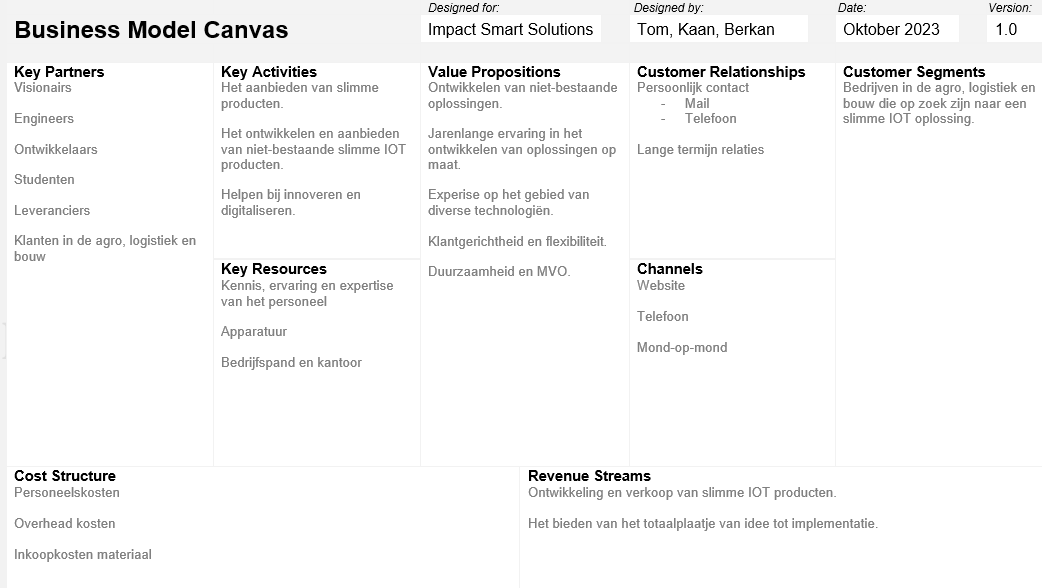 Business Model Canvas
Designed for:
Impact Smart Solutions
Designed by:
Tom, Kaan, Berkan
Date:
Oktober 2023
Version:
1.0
Key Partners
Visionairs
Engineers
Ontwikkelaars
Studenten
Leveranciers
Klanten in de agro, logistiek en
bouw
Key Activities
Het aanbieden van slimme
producten.
Het ontwikkelen en aanbieden
van niet-bestaande slimme IOT
producten.
Helpen bij innoveren en
digitaliseren.
Key Resources
Kennis, ervaring en expertise
van het personeel
Apparatuur
Bedrijfspand en kantoor
Value Propositions
Ontwikkelen van niet-bestaande
oplossingen.
Jarenlange ervaring in het
ontwikkelen van oplossingen op
maat.
Experise op het gebied van
diverse technologiën.
Klantgerichtheid en flexibiliteit.
Duurzaamheid en MVO.
Customer Relationships
Persoonlijk contact
- Mail
- Telefoon
Lange termijn relaties
Channels
Website
Telefoon
Mond-op-mond
Customer Segments
Bedrijven in de agro, logistiek en
bouw die op zoek zijn naar een
slimme IOT oplossing.
Cost Structure
Personeelskosten
Overhead kosten
Inkoopkosten materiaal
Revenue Streams
Ontwikkeling en verkoop van slimme IOT producten.
Het bieden van het totaalplaatje van idee tot implementatie.